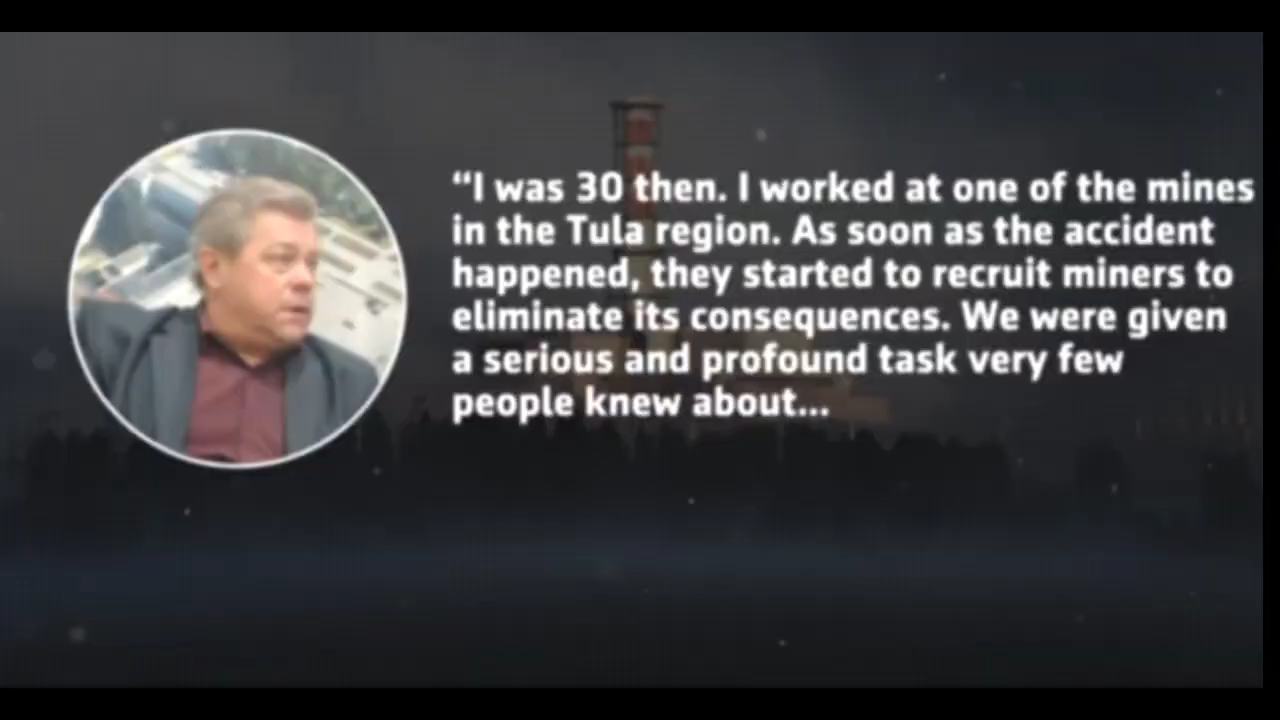 “I was 30 then. I worked at one of the mines
in the Tula region. As soon as the accident
happened, they started to recruit miners to
eliminate its consequences. We were given
a serious and profound task very few
people knew about...